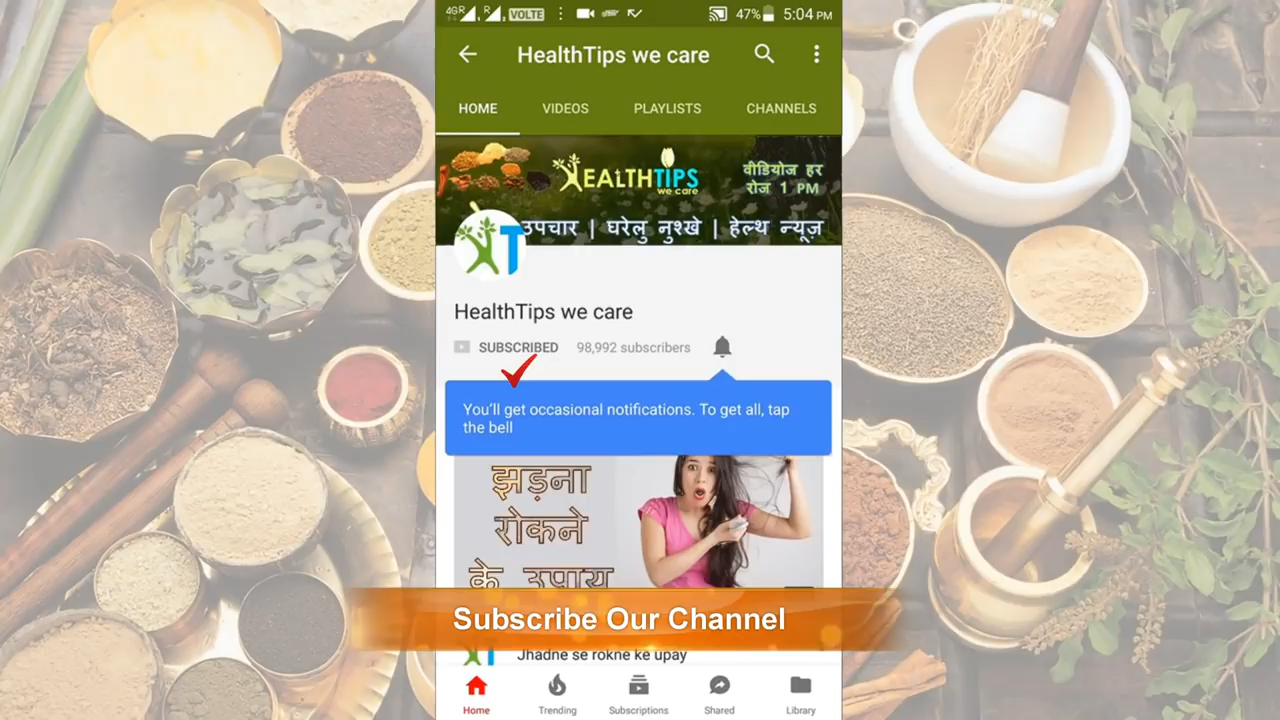 4G R R VOLTE 47% 5:04 PM
HealthTips we care
HOME VIDEOS PLAYLISTS CHANNELS
HEALTHTIPS
we care
वीडियोज हर
रोज 1 PM
उपचार | घरेलु नुश्खे | हेल्थ न्यूज़
T
HealthTips we care
SUBSCRIBED 98,992 subscribers
You'll get occasional notifications. To get all, tap
the bell
झड़ना
रोकने
के उपाय
Subscribe Our Channel
Jhadne se rokne ke upay
Home Trending Subscriptions Shared Library